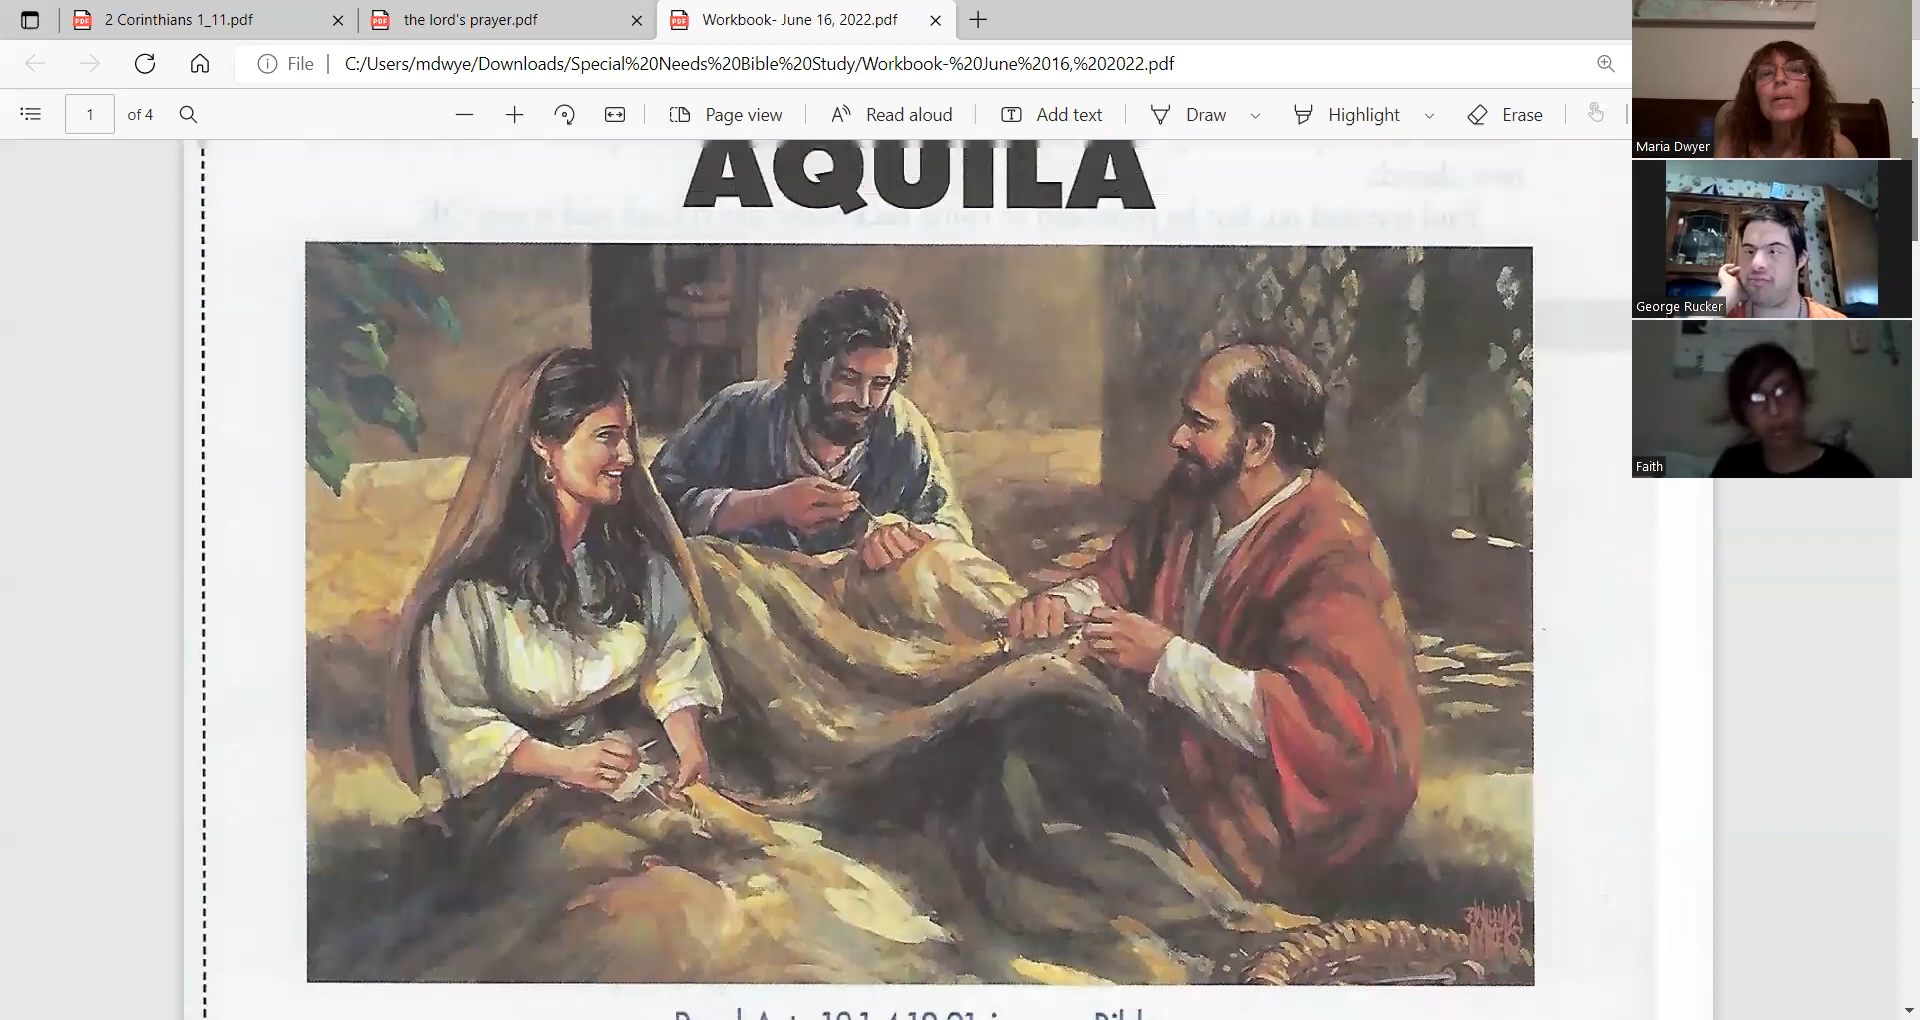 2 Corinthians 1_11.pdf
the lord's prayer.pdf
Workbook- June 16, 2022.pdf
File
C:/Users/mdwye/Downloads/Special%20Needs%20Bible%20Study/Workbook-%20June%2016,%202022.pdf
1 of 4
Page view
Read aloud
Add text
Draw
Highlight
Erase
AQUILA
Maria Dwyer
George Rucker
Faith